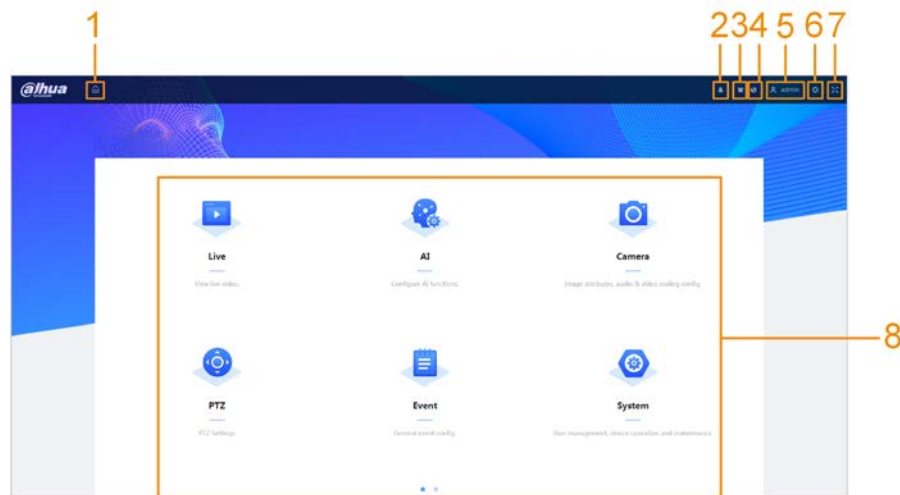 1 2 3 4 5 6 7
alhua
admin
Live AI Camera
View live video. Configure AI functions. Image attributes, audio & video coding config
8
PTZ Event System
PTZ Settings General event config User management, device operation and maintenance